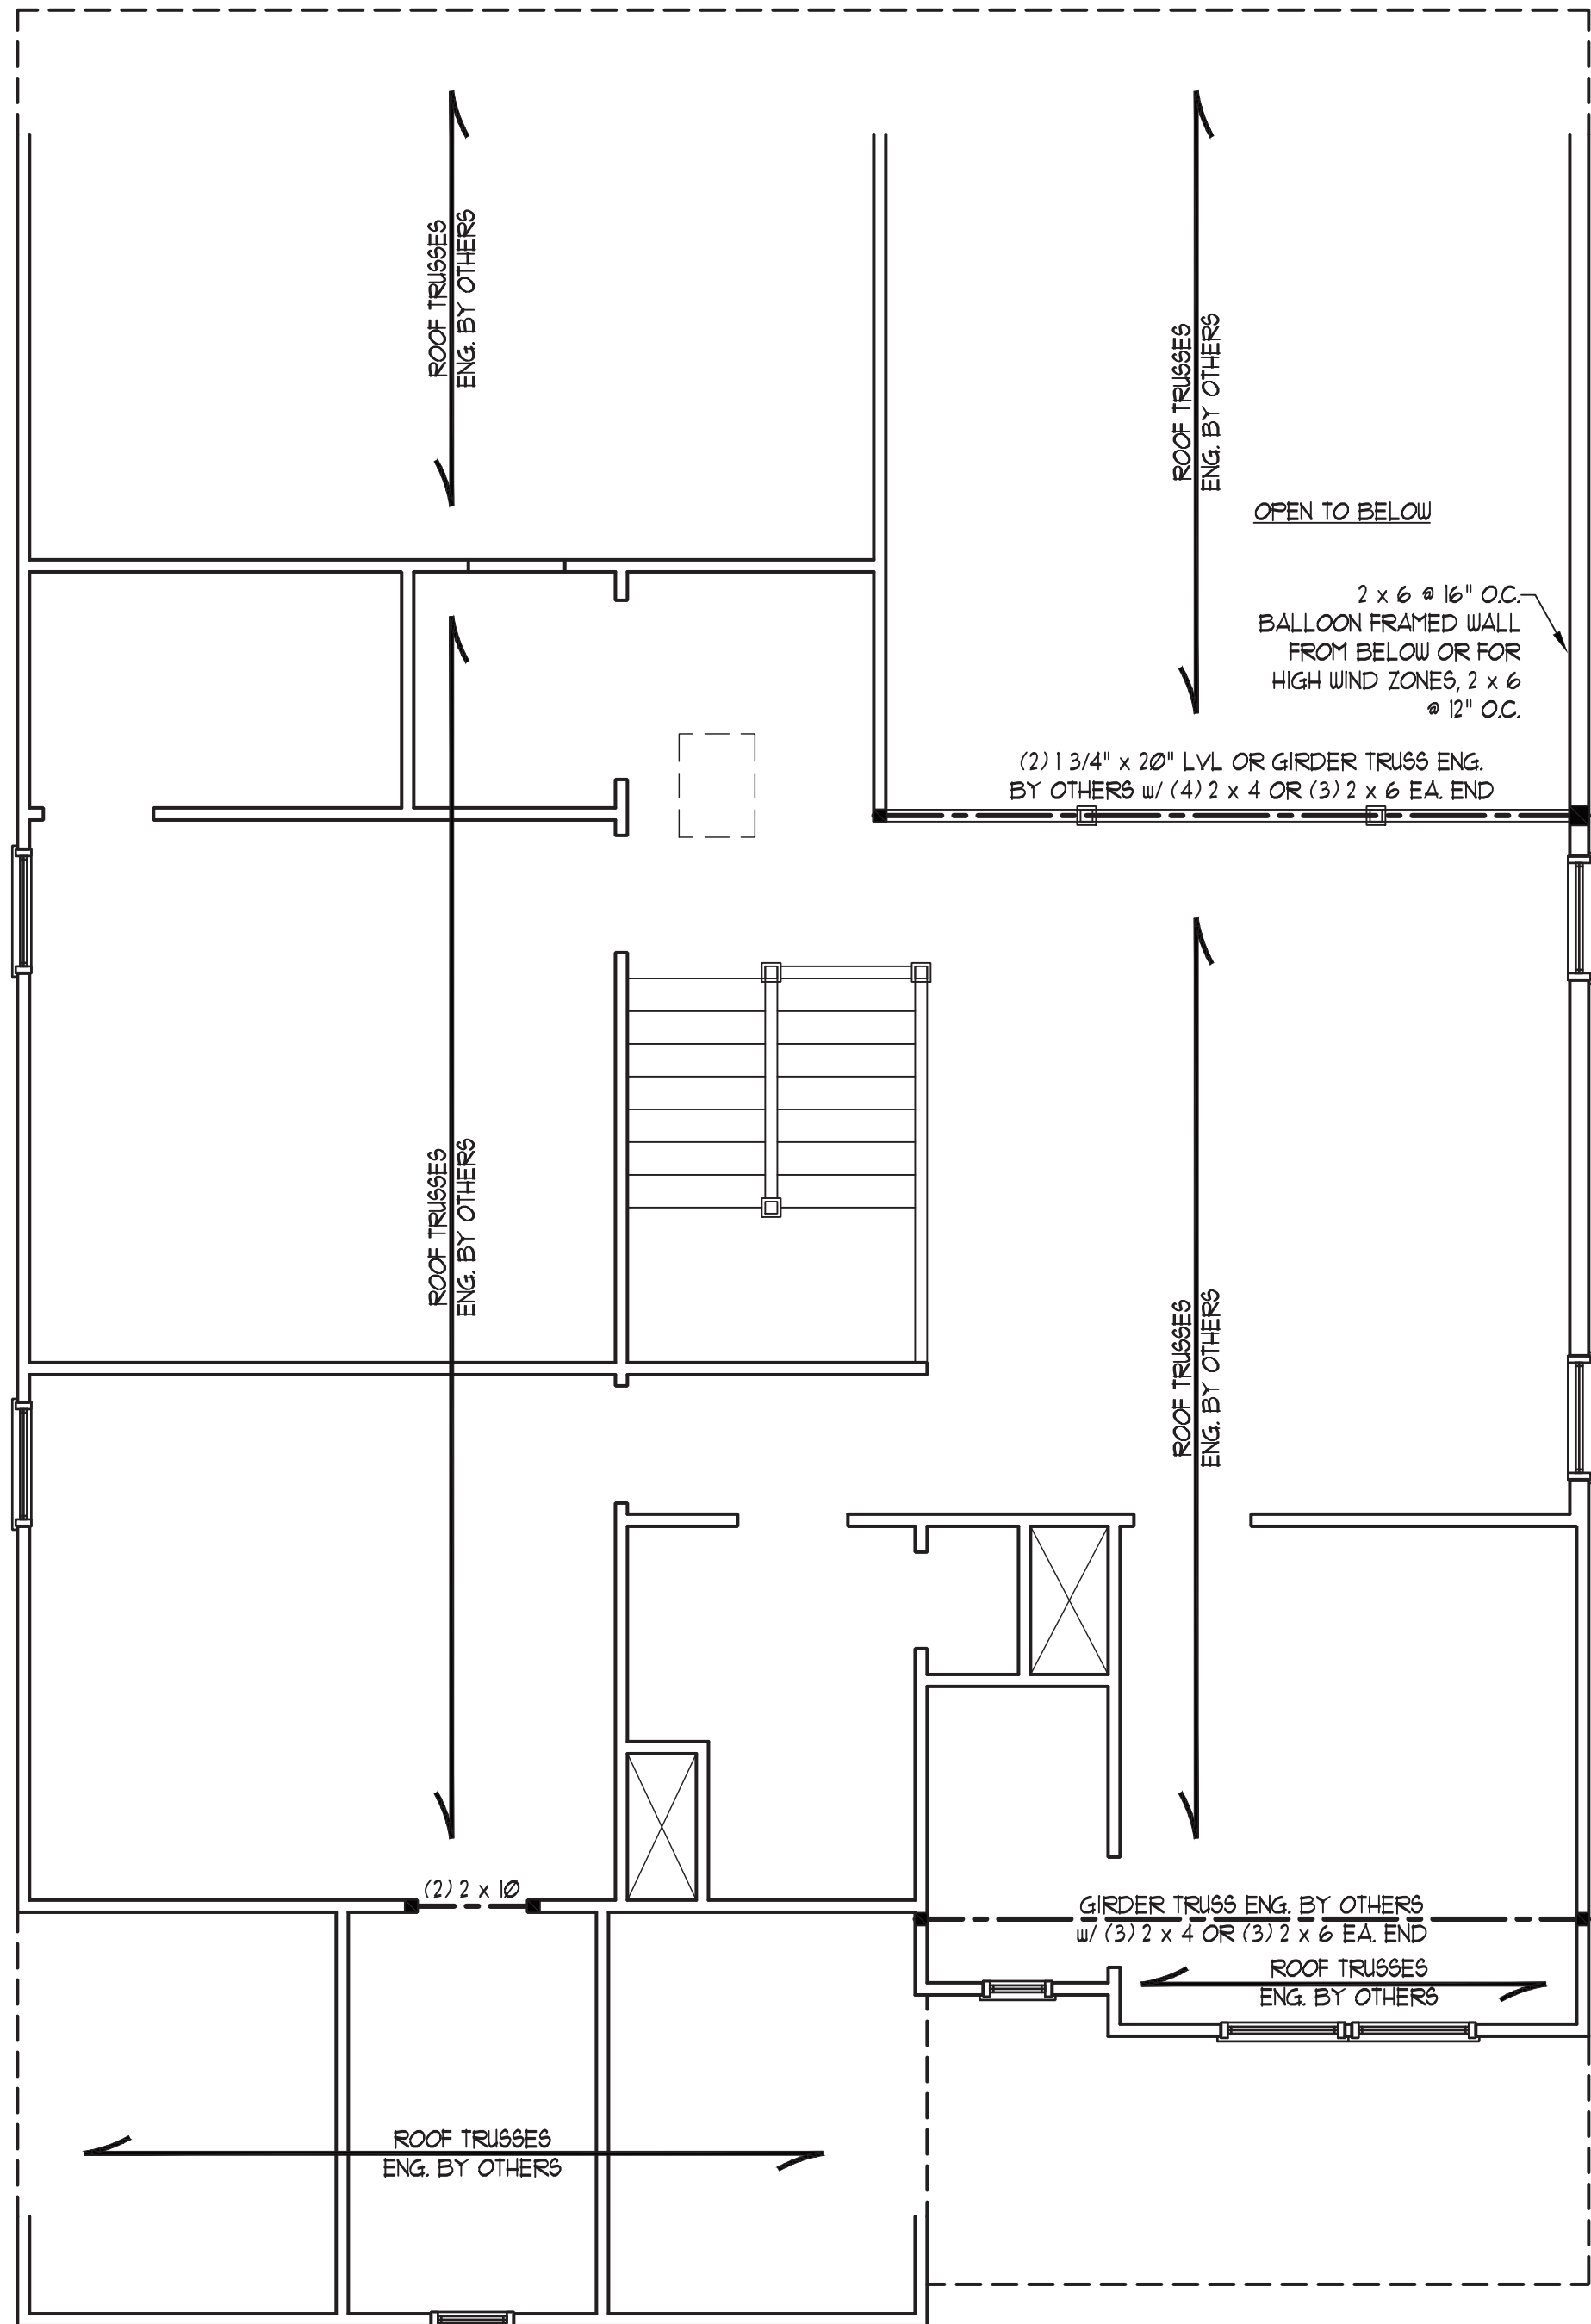 ROOF TRUSSES
ENG. BY OTHERS
ROOF TRUSSES
ENG. BY OTHERS
OPEN TO BELOW
2 x 6 @ 16" O.C.
BALLOON FRAMED WALL
FROM BELOW OR FOR
HIGH WIND ZONES, 2 x 6
@ 12" O.C.
(2) 1 3/4" x 20" LVL OR GIRDER TRUSS ENG.
BY OTHERS w/ (4) 2 x 4 OR (3) 2 x 6 EA. END
ROOF TRUSSES
ENG. BY OTHERS
ROOF TRUSSES
ENG. BY OTHERS
(2) 2 x 10
GIRDER TRUSS ENG. BY OTHERS
w/ (3) 2 x 4 OR (3) 2 x 6 EA. END
ROOF TRUSSES
ENG. BY OTHERS
ROOF TRUSSES
ENG. BY OTHERS